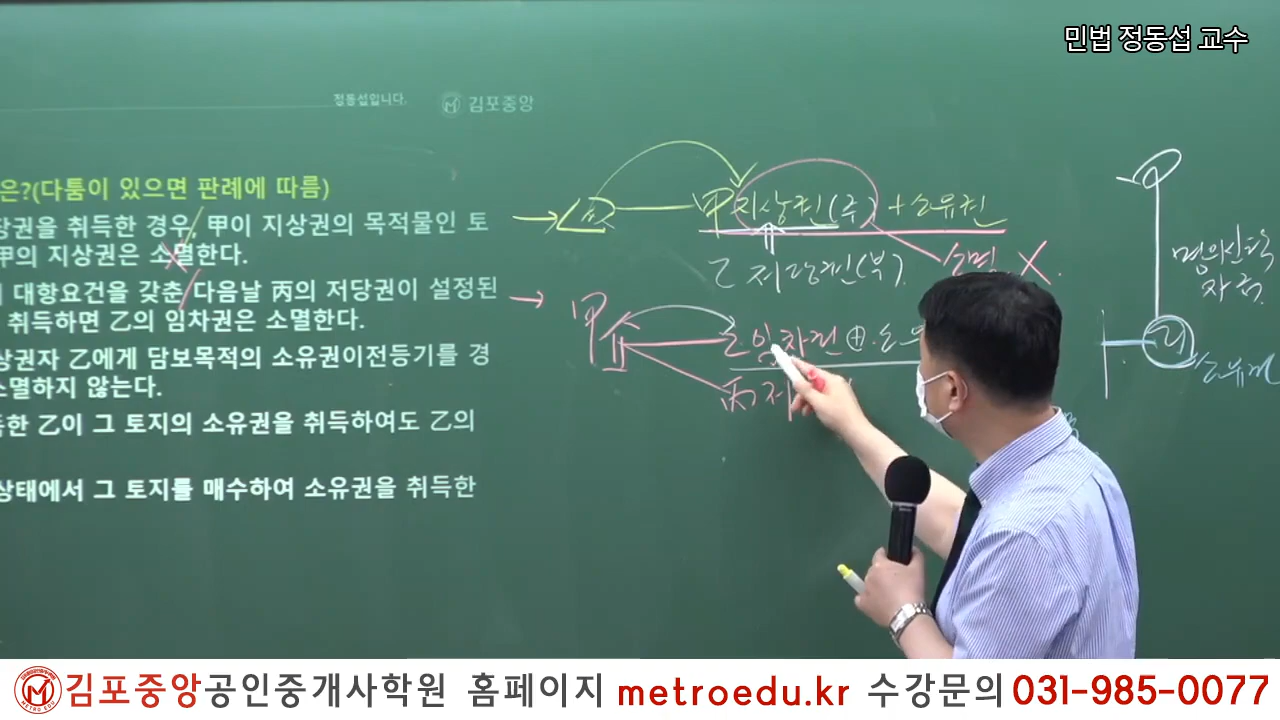 민법 정동섭 교수
정동섭입니다. 김포중앙
은?(다툼이 있으면 판례에 따름)
당권을 취득한 경우, 甲이 지상권의 목적물인 토
甲의 지상권은 소멸한다.
대항요건을 갖춘 다음날 丙의 저당권이 설정된
취득하면 乙의 임차권은 소멸한다.
상권자 乙에게 담보목적의 소유권이전등기를 경
소멸하지 않는다.
한 乙이 그 토지의 소유권을 취득하여도 乙의
상태에서 그 토지를 매수하여 소유권을 취득한
甲 지상권(주) + 소유권
乙 저당권(부).
소멸 X.
甲
乙 임차권 ⊕ 소유
丙 저
명의신탁
자 乙
소유권
김포중앙공인중개사학원 홈페이지 metroedu.kr 수강문의 031-985-0077
METRO EDU